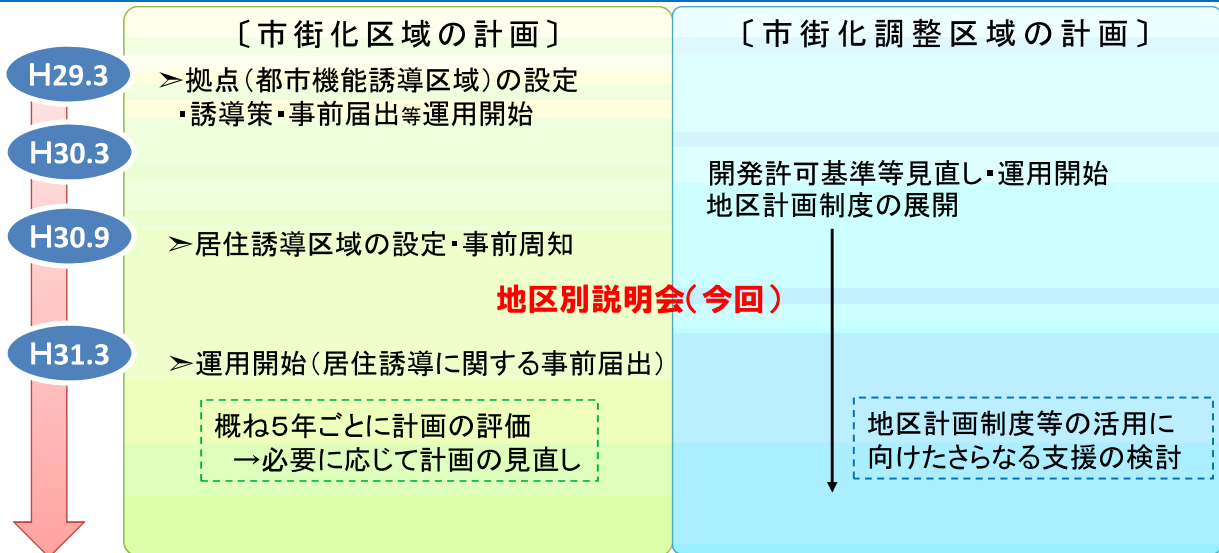 〔市街化区域の計画〕
〔市街化調整区域の計画〕
H29.3
➢拠点(都市機能誘導区域)の設定
・誘導策・事前届出等運用開始
H30.3
開発許可基準等見直し・運用開始
地区計画制度の展開
H30.9
➢居住誘導区域の設定・事前周知
地区別説明会(今回)
H31.3
➢運用開始(居住誘導に関する事前届出)
概ね5年ごとに計画の評価
→必要に応じて計画の見直し
地区計画制度等の活用に
向けたさらなる支援の検討